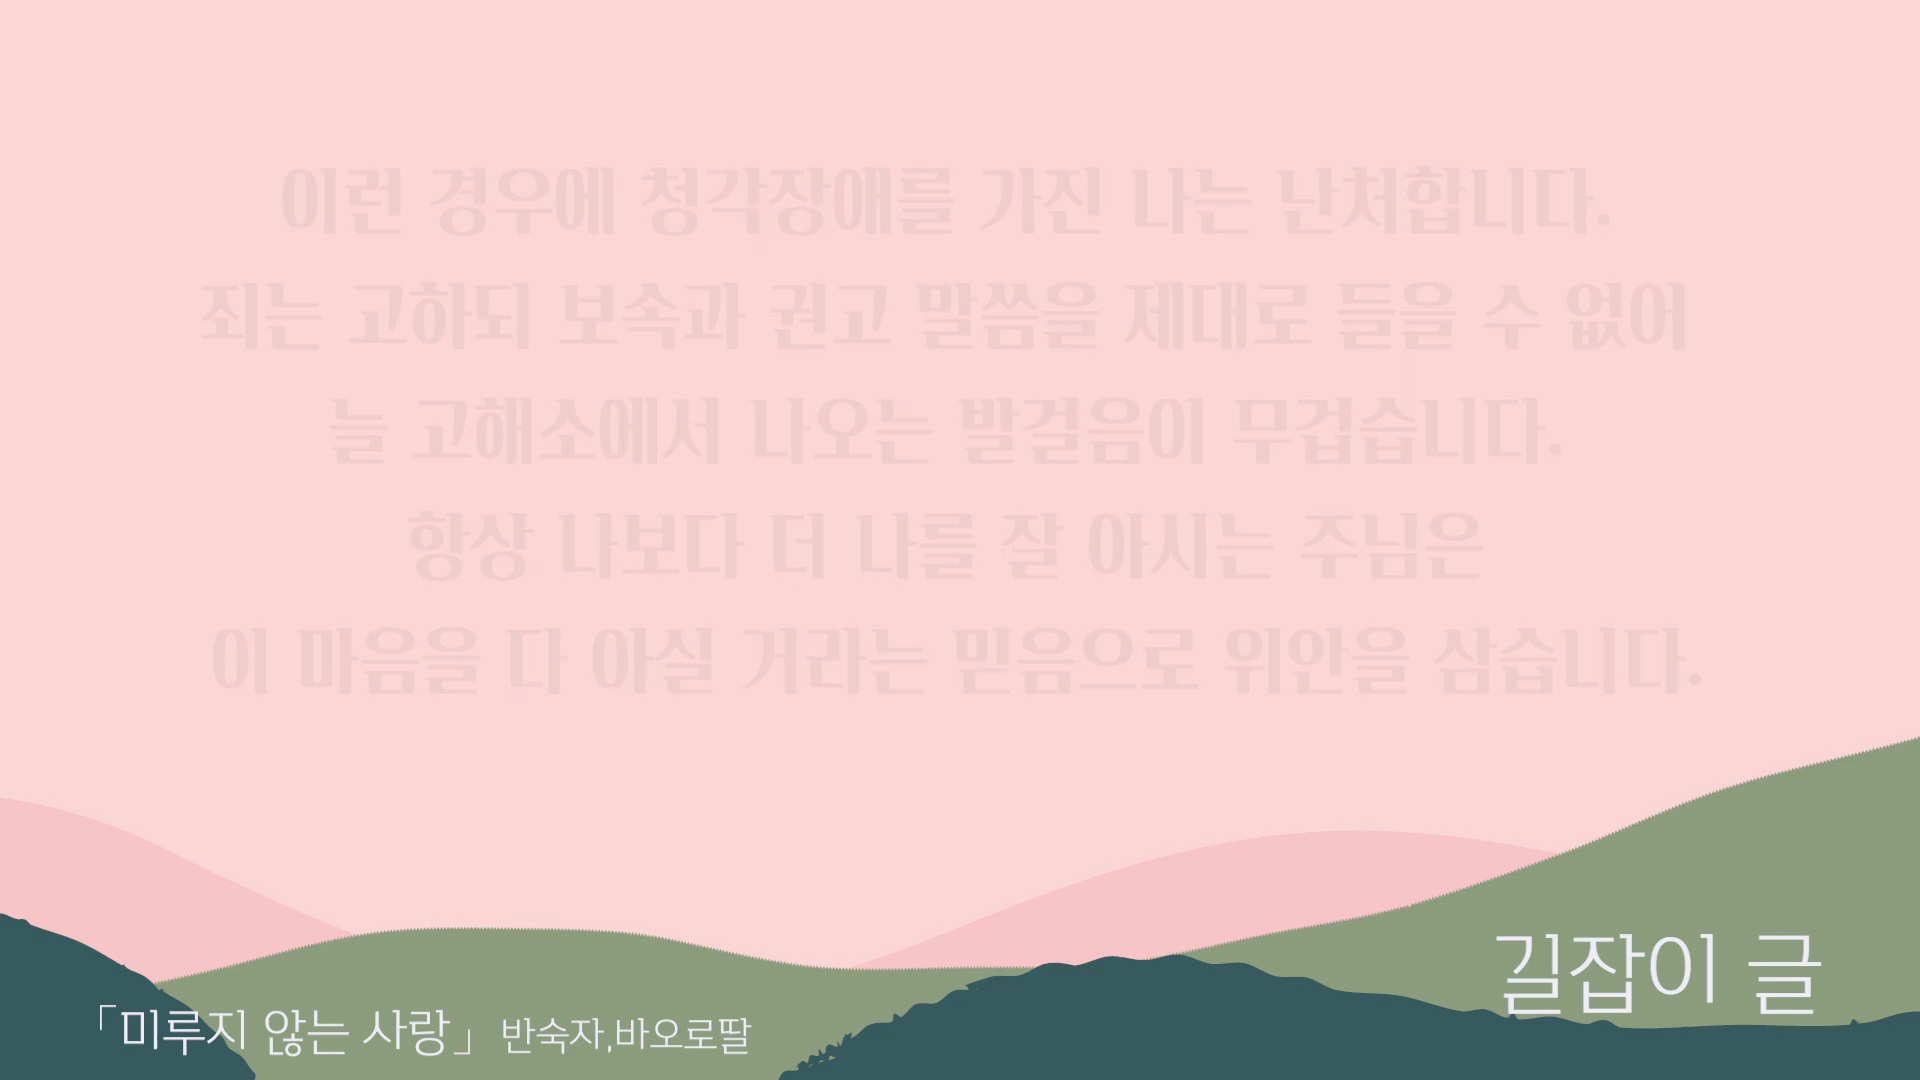 이런 경우에 청각장애를 가진 나는 난처합니다.
죄는 고하되 보속과 권고 말씀을 제대로 들을 수 없어
늘 고해소에서 나오는 발걸음이 무겁습니다.
항상 나보다 더 나를 잘 아시는 주님은
이 마음을 다 아실 거라는 믿음으로 위안을 삼습니다.
길잡이 글
「미루지 않는 사랑」 반숙자,바오로딸